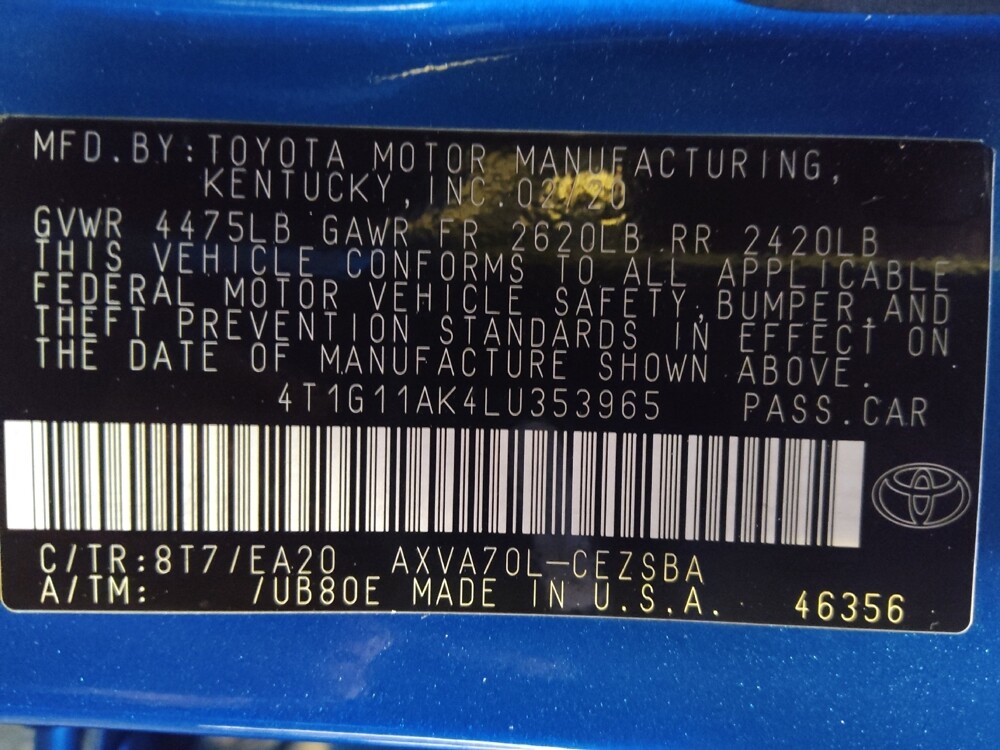 MFD.BY:TOYOTA MOTOR MANUFACTURING,
KENTUCKY,INC.02/20
GVWR 4475LB GAWR FR 2620LB RR 2420LB
THIS VEHICLE CONFORMS TO ALL APPLICABLE
FEDERAL MOTOR VEHICLE SAFETY,BUMPER,AND
THEFT PREVENTION STANDARDS IN EFFECT ON
THE DATE OF MANUFACTURE SHOWN ABOVE.
4T1G11AK4LU353965 PASS.CAR
C/TR:8T7/EA20 AXVA70L-CEZSBA
A/TM: /UB80E MADE IN U.S.A. 46356